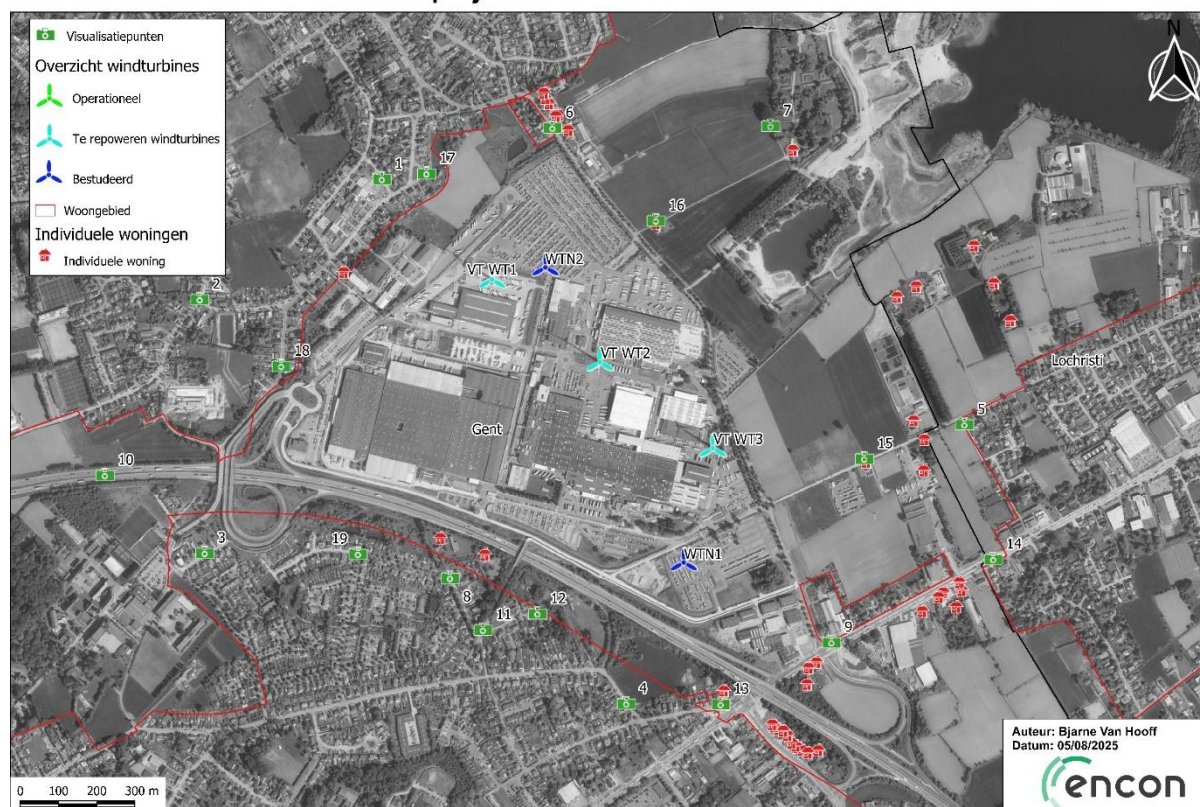 Visualisatiepunten
Overzicht windturbines
Operationeel
Te repoweren windturbines
Bestudeerd
Woongebied
Individuele woningen
Individuele woning
N
6
7
1
17
16
WTN2
VT WT1
2
VT WT2
18
Lochristi
5
Gent
VT WT3
15
10
3
19
14
WTN1
8
12
11
9
4
13
Auteur: Bjarne Van Hooff
Datum: 05/08/2025
encon
0 100 200 300 m